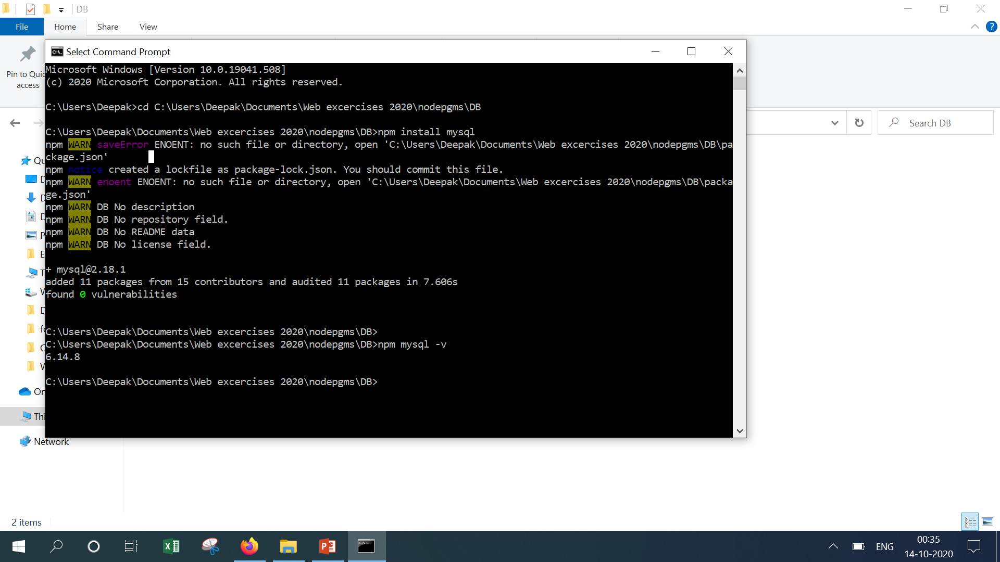 DB
File Home Share View
Pin to Quic
access
Select Command Prompt
Microsoft Windows [Version 10.0.19041.508]
(c) 2020 Microsoft Corporation. All rights reserved.
C:\Users\Deepak>cd C:\Users\Deepak\Documents\Web excercises 2020\nodepgms\DB
C:\Users\Deepak\Documents\Web excercises 2020\nodepgms\DB>npm install mysql
npm WARN saveError ENOENT: no such file or directory, open 'C:\Users\Deepak\Documents\Web excercises 2020\nodepgms\DB\pa
ckage.json'
npm notice created a lockfile as package-lock.json. You should commit this file.
npm WARN enoent ENOENT: no such file or directory, open 'C:\Users\Deepak\Documents\Web excercises 2020\nodepgms\DB\packa
ge.json'
npm WARN DB No description
npm WARN DB No repository field.
npm WARN DB No README data
npm WARN DB No license field.
+ mysql@2.18.1
added 11 packages from 15 contributors and audited 11 packages in 7.606s
found 0 vulnerabilities
C:\Users\Deepak\Documents\Web excercises 2020\nodepgms\DB>
C:\Users\Deepak\Documents\Web excercises 2020\nodepgms\DB>npm mysql -v
6.14.8
C:\Users\Deepak\Documents\Web excercises 2020\nodepgms\DB>
Search DB
Qu
D
D
D
P
E
T
W
D
fe
C
W
On
Thi
Network
2 items
ENG
00:35
14-10-2020